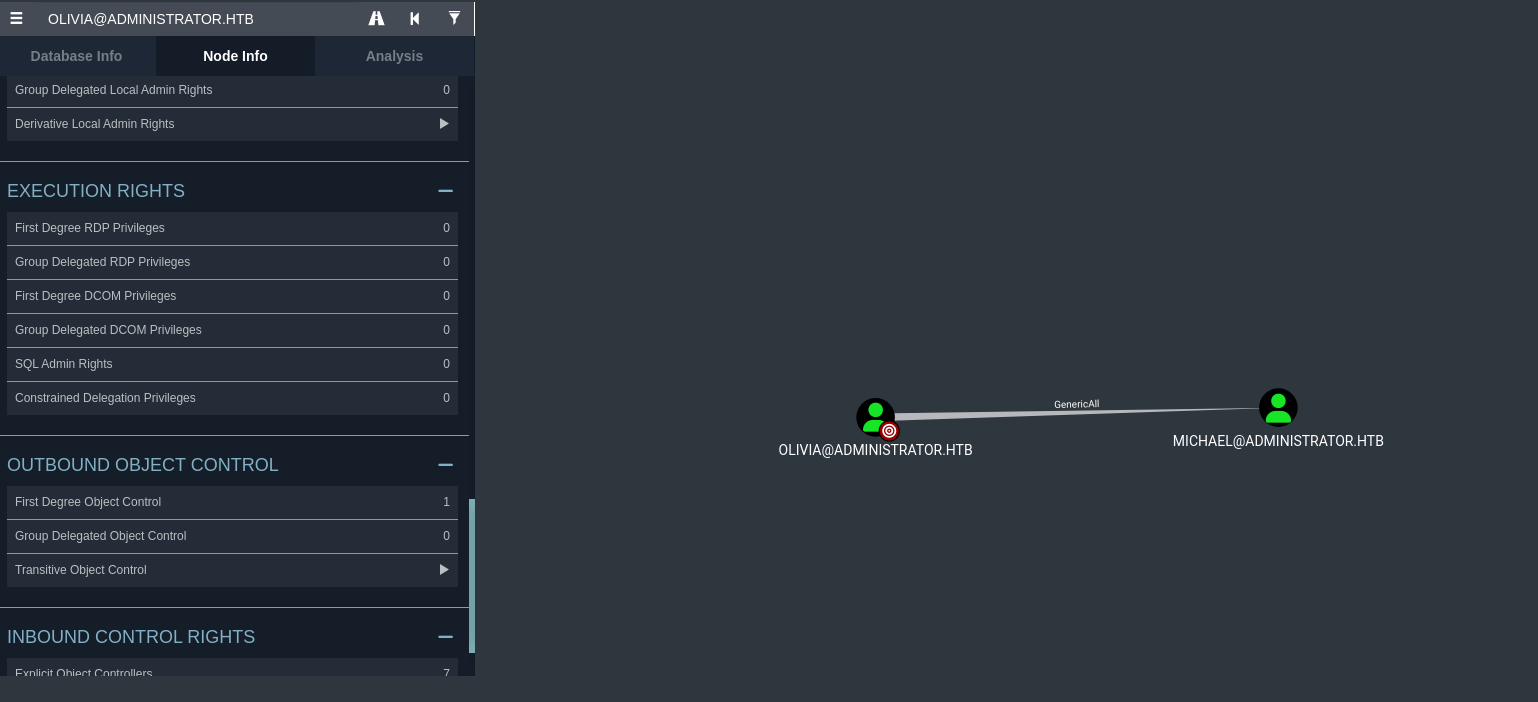 OLIVIA@ADMINISTRATOR.HTB
Database Info Node Info Analysis
Group Delegated Local Admin Rights 0
Derivative Local Admin Rights
EXECUTION RIGHTS
First Degree RDP Privileges 0
Group Delegated RDP Privileges 0
First Degree DCOM Privileges 0
Group Delegated DCOM Privileges 0
SQL Admin Rights 0
Constrained Delegation Privileges 0
OUTBOUND OBJECT CONTROL
First Degree Object Control 1
Group Delegated Object Control 0
Transitive Object Control
INBOUND CONTROL RIGHTS
Explicit Object Controllers 7
GenericAll
OLIVIA@ADMINISTRATOR.HTB
MICHAEL@ADMINISTRATOR.HTB